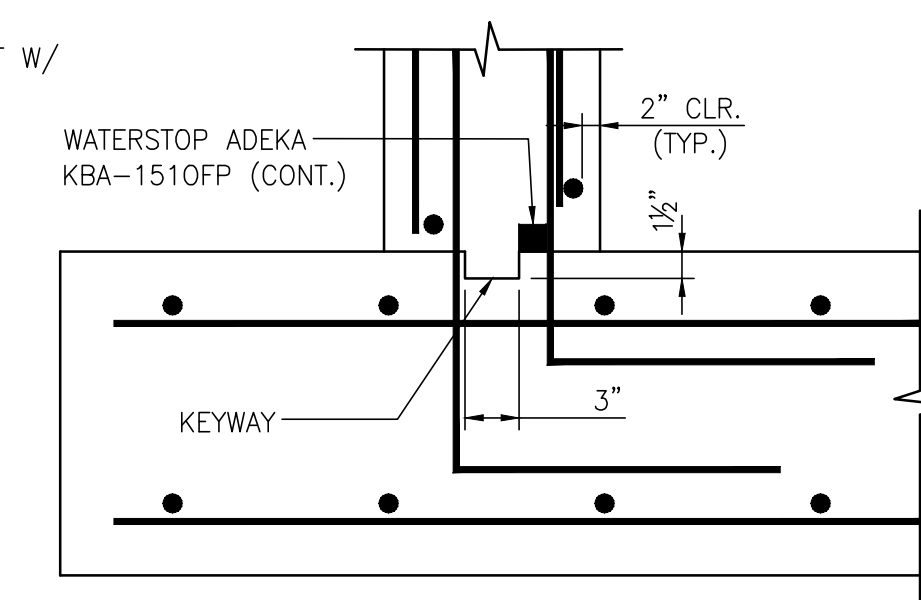 W/
WATERSTOP ADEKA
KBA-1510FP (CONT.)
2" CLR.
(TYP.)
1½"
KEYWAY
3"